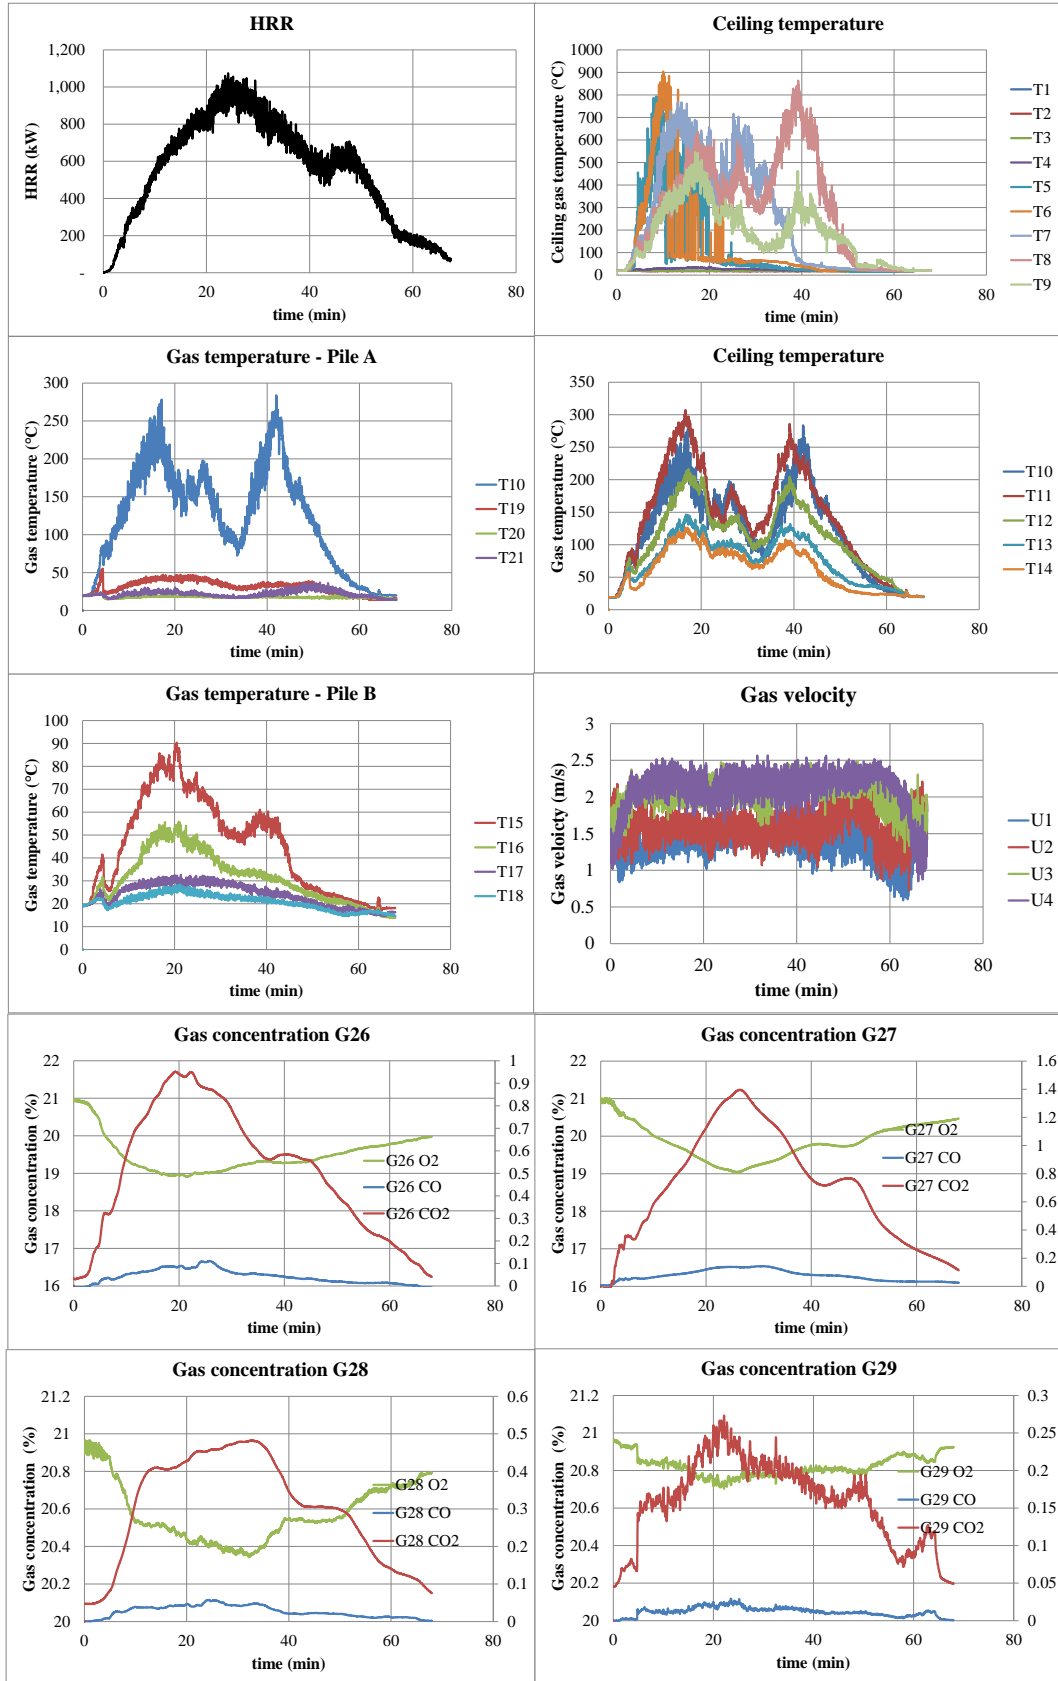 HRR
1,200
1,000
800
600
400
200
-
HRR (kW)
0 20 40 60 80
time (min)
Ceiling temperature
1000
900
800
700
600
500
400
300
200
100
0
Ceiling gas temperature (°C)
0 20 40 60 80
time (min)
T1
T2
T3
T4
T5
T6
T7
T8
T9
Gas temperature - Pile A
300
250
200
150
100
50
0
Gas temperature (°C)
0 20 40 60 80
time (min)
T10
T19
T20
T21
Ceiling temperature
350
300
250
200
150
100
50
0
Gas temperature (°C)
0 20 40 60 80
time (min)
T10
T11
T12
T13
T14
Gas temperature - Pile B
100
90
80
70
60
50
40
30
20
10
0
Gas temperature (°C)
0 20 40 60 80
time (min)
T15
T16
T17
T18
Gas velocity
3
2.5
2
1.5
1
0.5
0
Gas veloicty (m/s)
0 20 40 60 80
time (min)
U1
U2
U3
U4
Gas concentration G26
22
21
20
19
18
17
16
Gas concentration (%)
1
0.9
0.8
0.7
0.6
0.5
0.4
0.3
0.2
0.1
0
0 20 40 60 80
time (min)
G26 O2
G26 CO
G26 CO2
Gas concentration G27
22
21
20
19
18
17
16
Gas concentration (%)
1.6
1.4
1.2
1
0.8
0.6
0.4
0.2
0
0 20 40 60 80
time (min)
G27 O2
G27 CO
G27 CO2
Gas concentration G28
21.2
21
20.8
20.6
20.4
20.2
20
Gas concentration (%)
0.6
0.5
0.4
0.3
0.2
0.1
0
0 20 40 60 80
time (min)
G28 O2
G28 CO
G28 CO2
Gas concentration G29
21.2
21
20.8
20.6
20.4
20.2
20
Gas concentration (%)
0.3
0.25
0.2
0.15
0.1
0.05
0
0 20 40 60 80
time (min)
G29 O2
G29 CO
G29 CO2